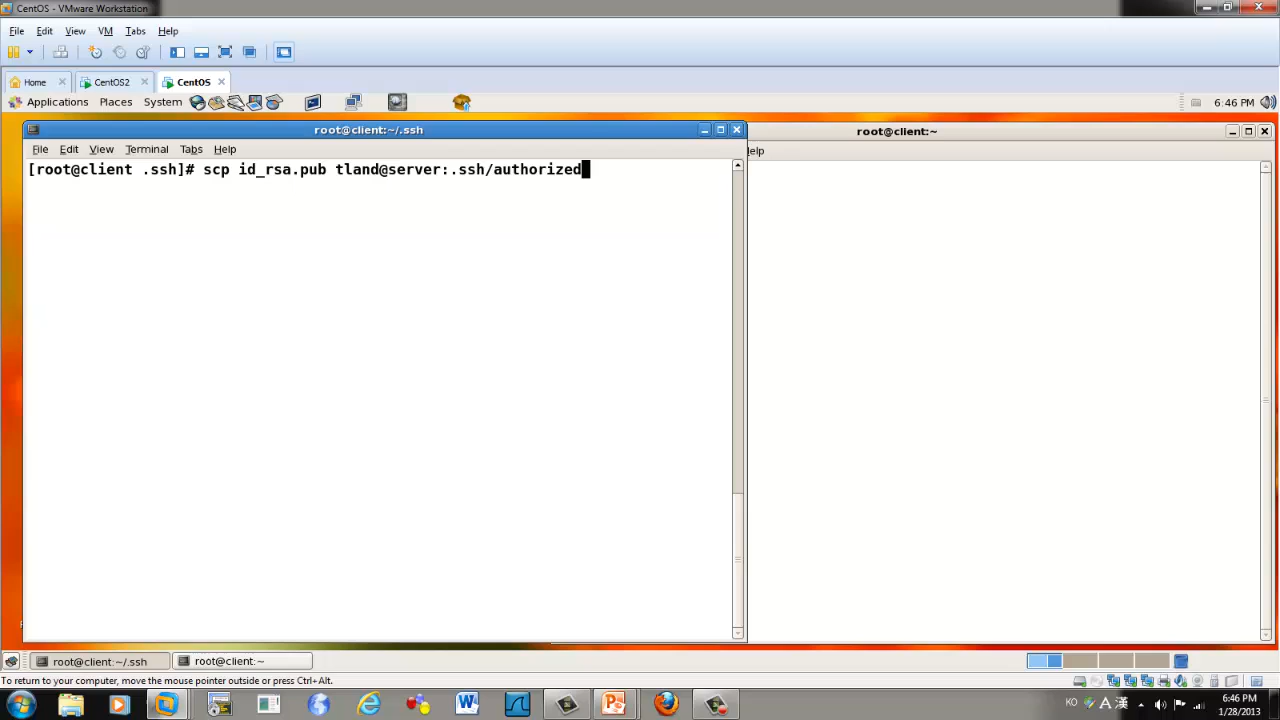 CentOS - VMware Workstation
File Edit View VM Tabs Help
Home CentOS2 CentOS
Applications Places System 6:46 PM
root@client:~/.ssh
root@client:~
File Edit View Terminal Tabs Help
elp
[root@client .ssh]# scp id_rsa.pub tland@server:.ssh/authorized
root@client:~/.ssh root@client:~
To return to your computer, move the mouse pointer outside or press Ctrl+Alt.
KO A 漢 6:46 PM
1/28/2013